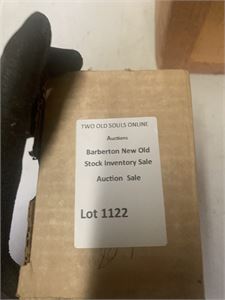 TWO OLD SOULS ONLINE
Auctions
Barberton New Old
Stock Inventory Sale
Auction Sale
Lot 1122